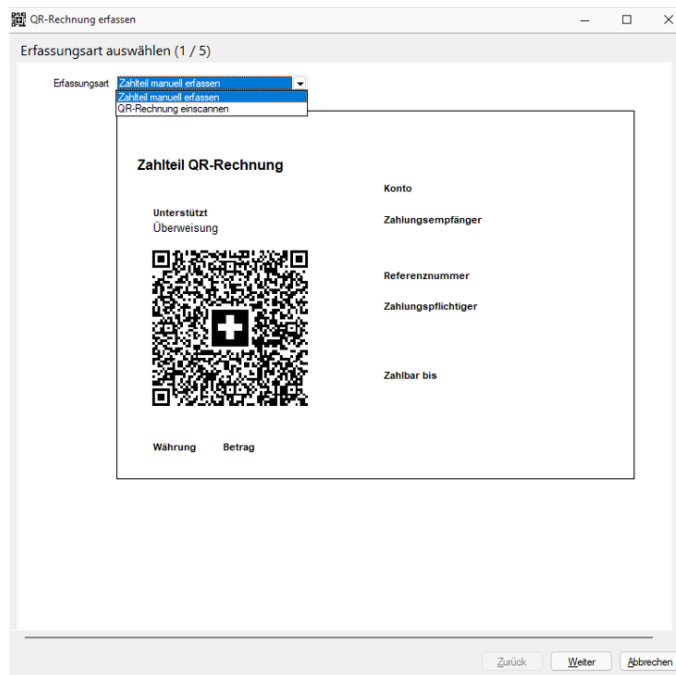 QR-Rechnung erfassen
Erfassungsart auswählen (1 / 5)
Erfassungsart Zahlteil manuell erfassen
Zahlteil manuell erfassen
QR-Rechnung einscannen
Zahlteil QR-Rechnung
Unterstützt
Überweisung
Währung Betrag
Konto
Zahlungsempfänger
Referenznummer
Zahlungspflichtiger
Zahlbar bis
Zurück Weiter Abbrechen